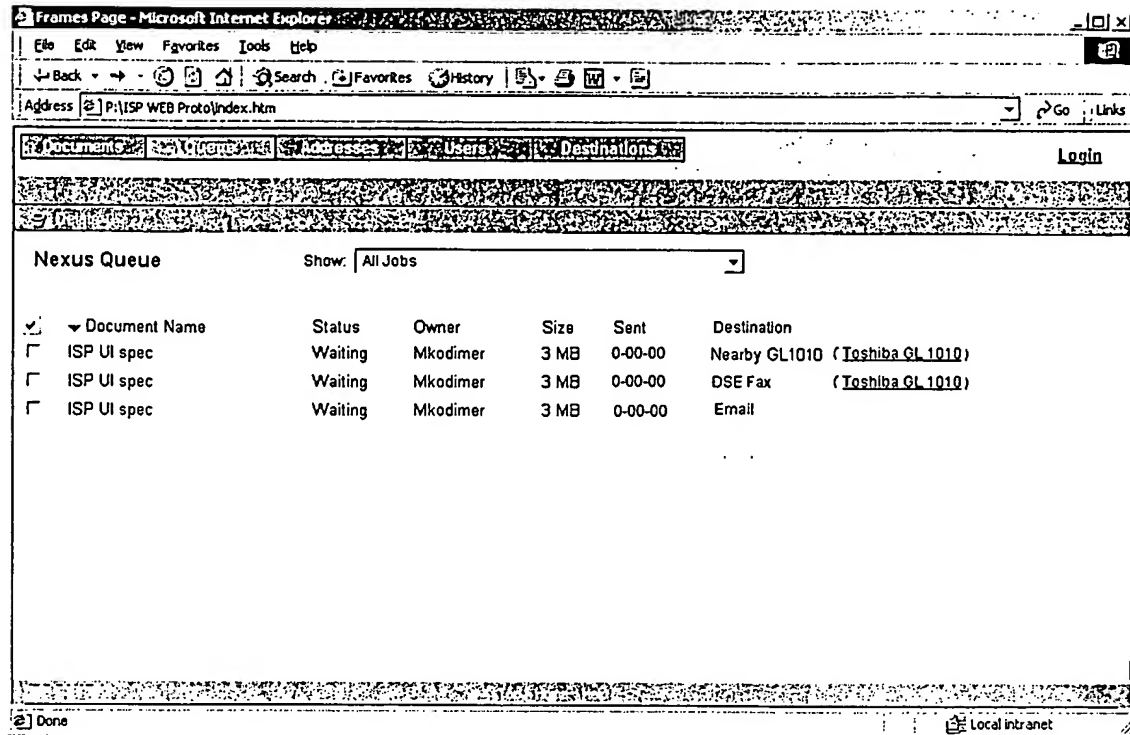 Frames Page - Microsoft Internet Explorer
File Edit View Favorites Tools Help
Back Search Favorites History
Address P:\ISP WEB Proto\index.htm Go Links
Documents Queue Addresses Users Destinations Login
Nexus Queue Show: All Jobs
Document Name Status Owner Size Sent Destination
ISP UI spec Waiting Mkodimer 3 MB 0-00-00 Nearby GL1010 (Toshiba GL 1010)
ISP UI spec Waiting Mkodimer 3 MB 0-00-00 DSE Fax (Toshiba GL 1010)
ISP UI spec Waiting Mkodimer 3 MB 0-00-00 Email
Done Local intranet